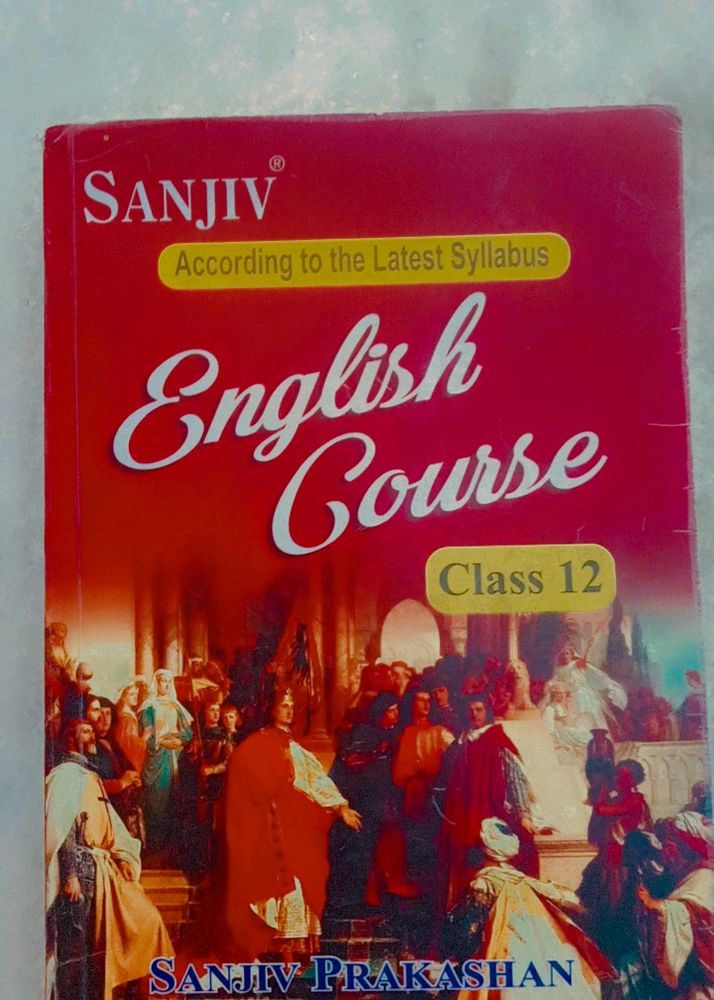 SANJIV®
According to the Latest Syllabus
English
Course
Class 12
SANJIV PRAKASHAN